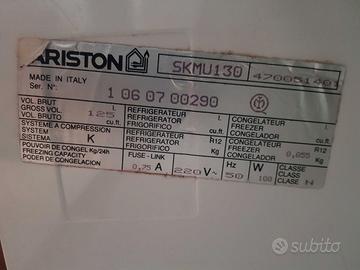 ARISTON SKMU130 470051401
MADE IN ITALY
Ser. N°: 1 06 07 00290
VOL. BRUT l. REFRIGERATEUR l. CONGELATEUR l.
GROSS VOL. REFRIGERATOR FREEZER
VOL. BRUTO 125 cu.ft. FRIGORIFICO cu.ft. CONGELADOR cu.ft.
SYSTEME A COMPRESSION REFRIGERATEUR R12 CONGELATEUR R12
SYSTEM REFRIGERATOR FREEZER
SISTEMA K FRIGORIFICO Kg CONGELADOR 0,055 Kg
POUVOIR DE CONGEL Kg/24h FUSE - LINK Hz W CLASSE
FREEZING CAPACITY CLASS
PODER DE CONGELACION 0,75 A 220 V~ 50 100 CLASE N
subito